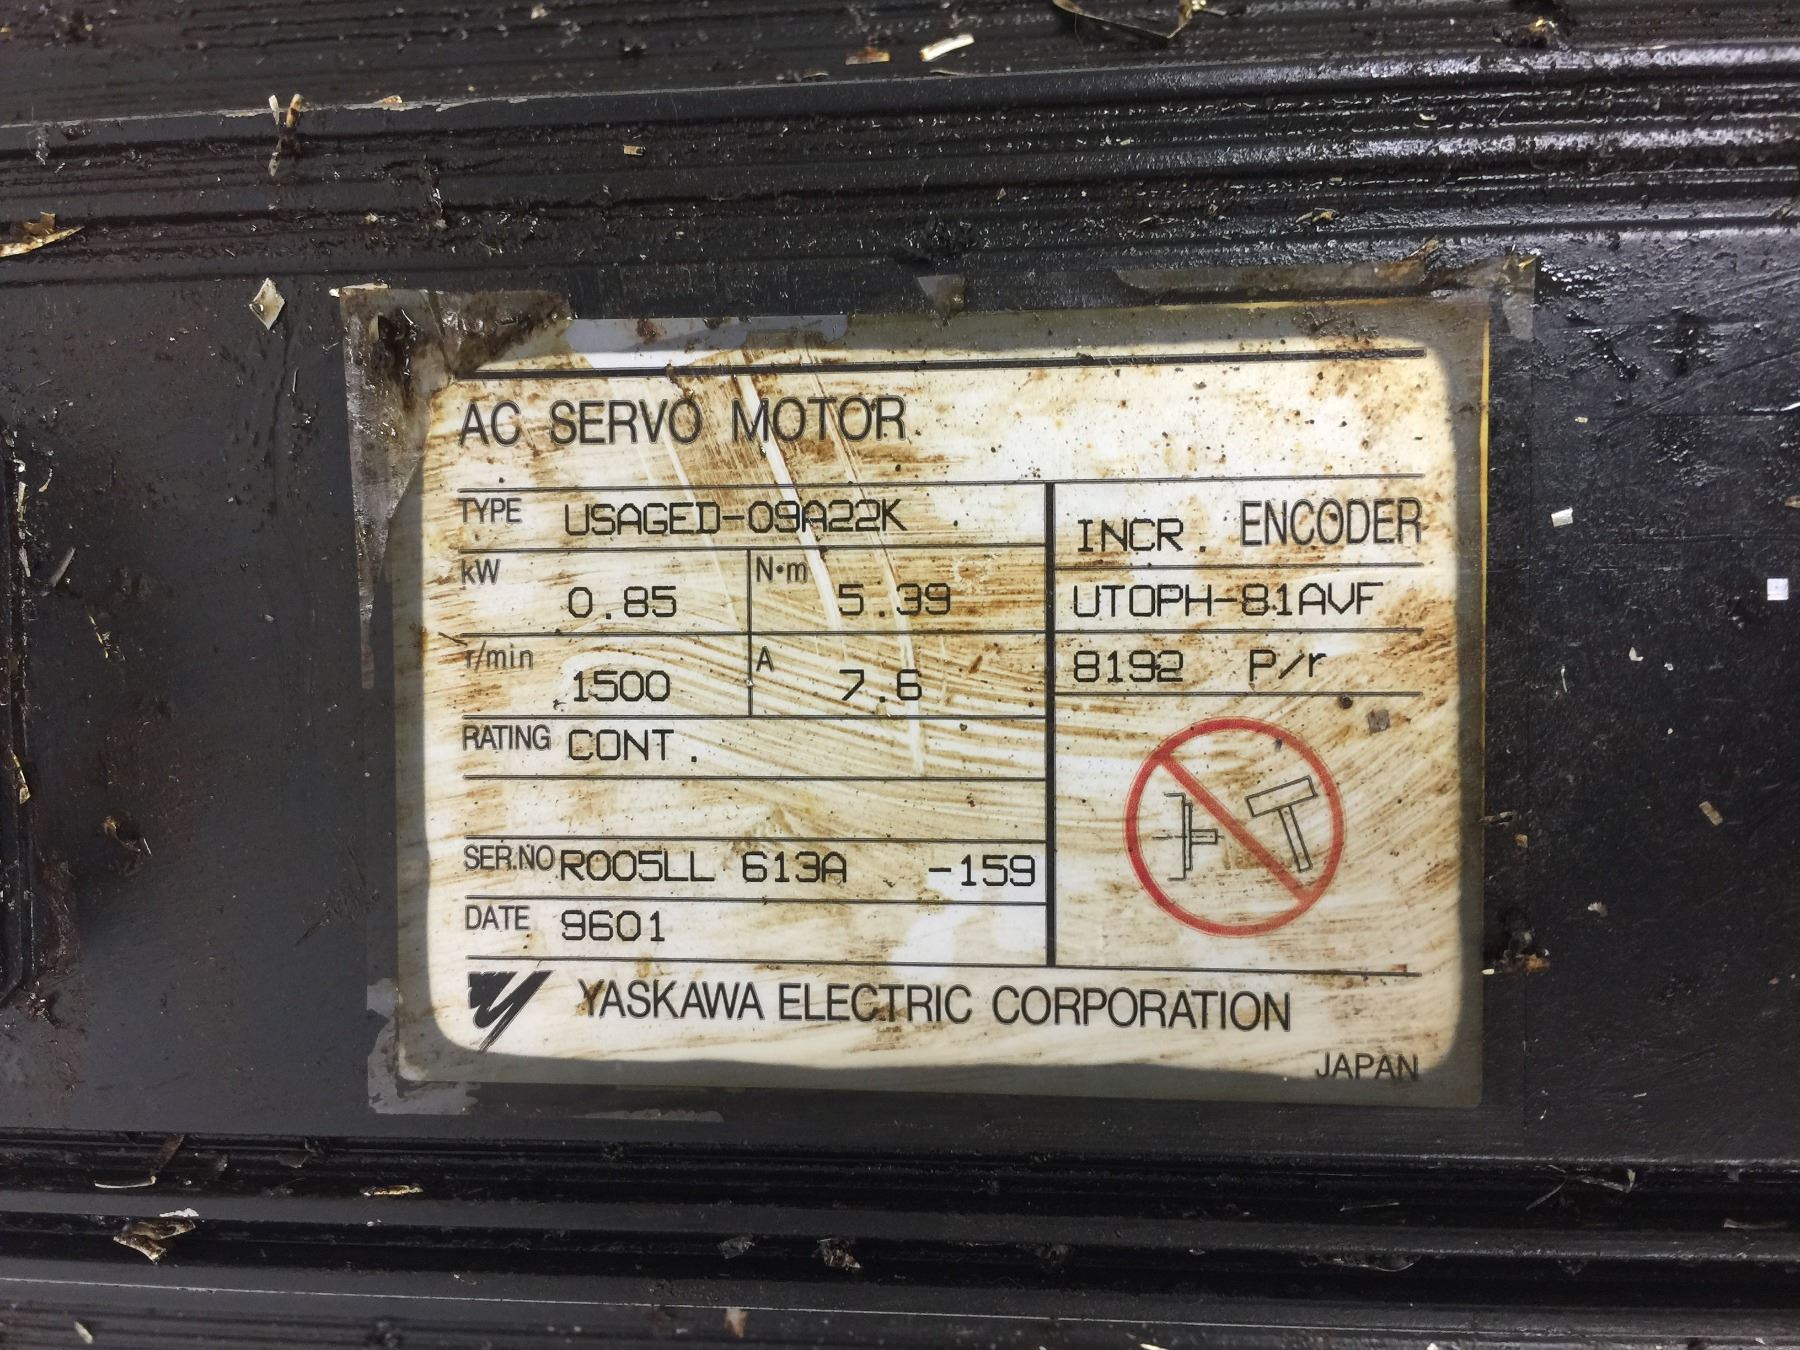 AC SERVO MOTOR
TYPE USAGED-09A22K
kW 0.85 N•m 5.39
r/min 1500 A 7.6
RATING CONT.
SER.NO R005LL 613A -159
DATE 9601
INCR. ENCODER
UTOPH-81AVF
8192 P/r
YASKAWA ELECTRIC CORPORATION
JAPAN